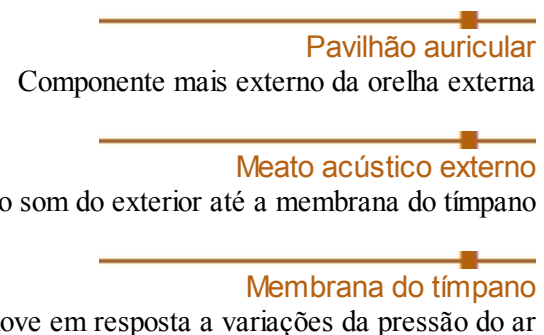 Pavilhão auricular
Componente mais externo da orelha externa
Meato acústico externo
o som do exterior até a membrana do tímpano
Membrana do tímpano
em resposta a variações da pressão do ar